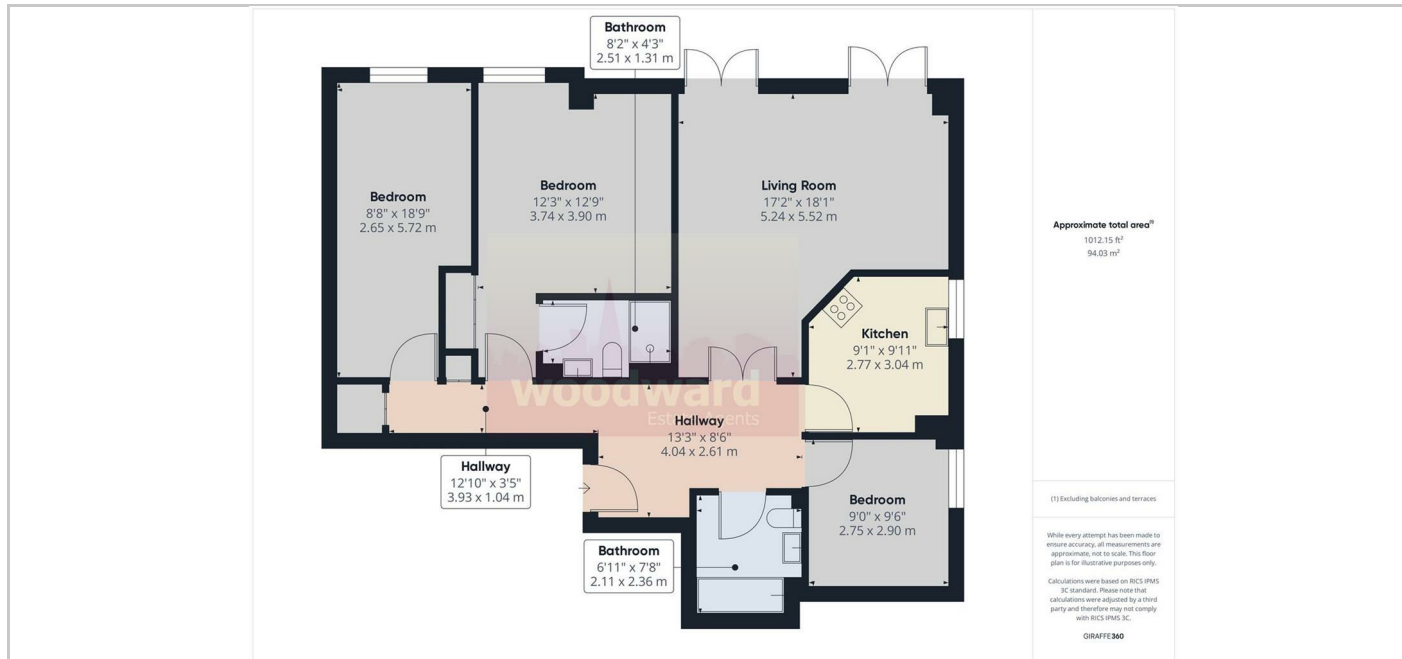 Bathroom
8'2" x 4'3"
2.51 x 1.31 m
Bedroom
8'8" x 18'9"
2.65 x 5.72 m
Bedroom
12'3" x 12'9"
3.74 x 3.90 m
Living Room
17'2" x 18'1"
5.24 x 5.52 m
Kitchen
9'1" x 9'11"
2.77 x 3.04 m
woodward
Estate Agents
Hallway
13'3" x 8'6"
4.04 x 2.61 m
Hallway
12'10" x 3'5"
3.93 x 1.04 m
Bedroom
9'0" x 9'6"
2.75 x 2.90 m
Bathroom
6'11" x 7'8"
2.11 x 2.36 m
Approximate total area(1)
1012.15 ft²
94.03 m²
(1) Excluding balconies and terraces
While every attempt has been made to
ensure accuracy, all measurements are
approximate, not to scale. This floor
plan is for illustrative purposes only.
Calculations were based on RICS IPMS
3C standard. Please note that
calculations were adjusted by a third
party and therefore may not comply
with RICS IPMS 3C.
GIRAFFE360